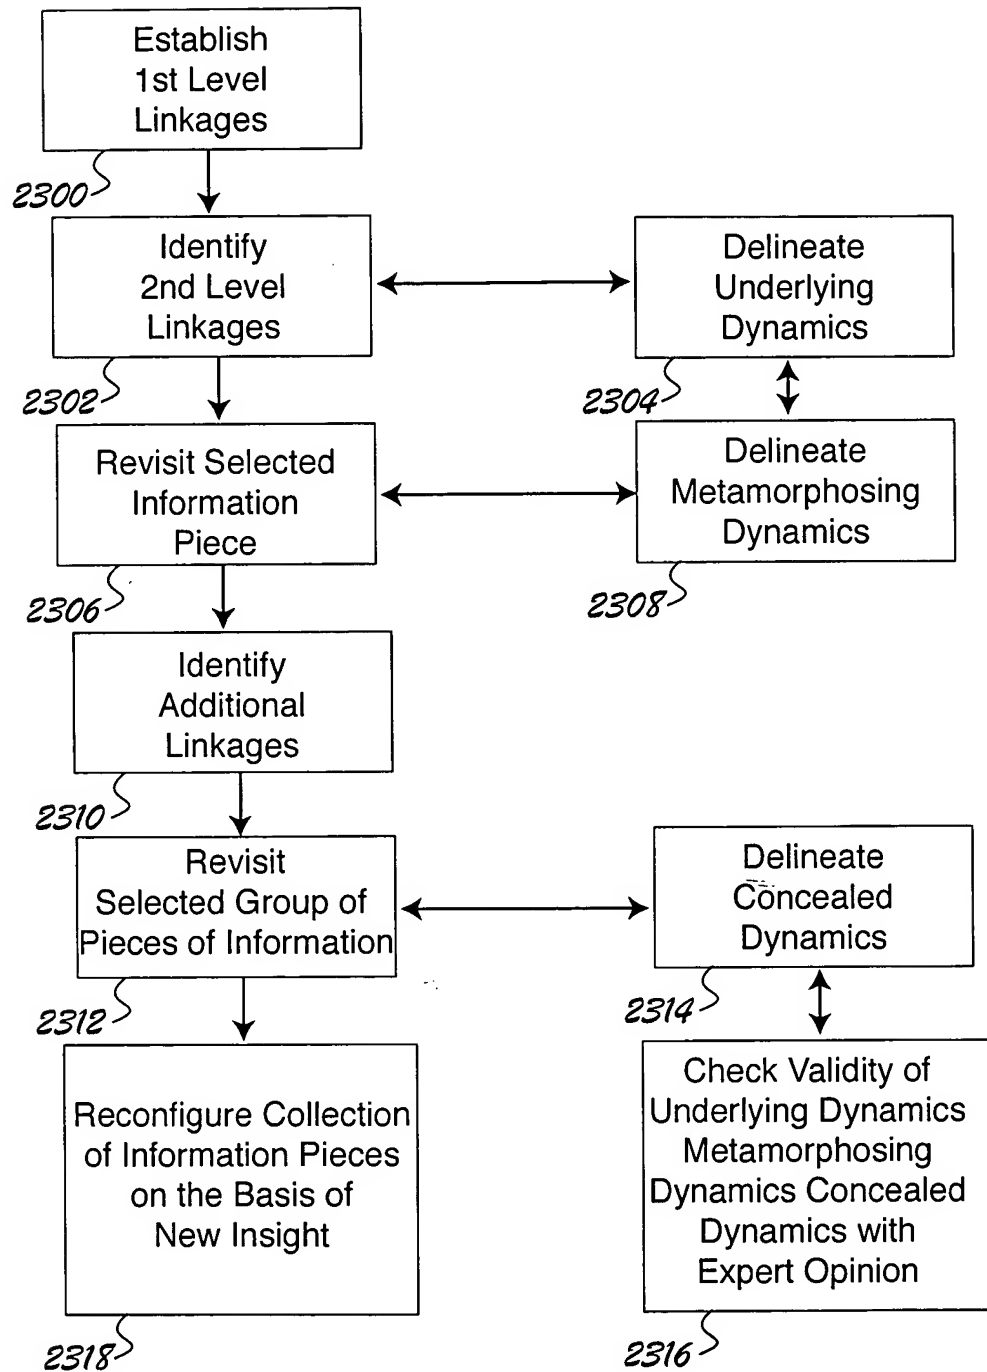 Establish
1st Level
Linkages
2300
Identify
2nd Level
Linkages
2302
Delineate
Underlying
Dynamics
2304
Revisit Selected
Information
Piece
2306
Delineate
Metamorphosing
Dynamics
2308
Identify
Additional
Linkages
2310
Revisit
Selected Group of
Pieces of Information
2312
Delineate
Concealed
Dynamics
2314
Reconfigure Collection
of Information Pieces
on the Basis of
New Insight
2318
Check Validity of
Underlying Dynamics
Metamorphosing
Dynamics Concealed
Dynamics with
Expert Opinion
2316